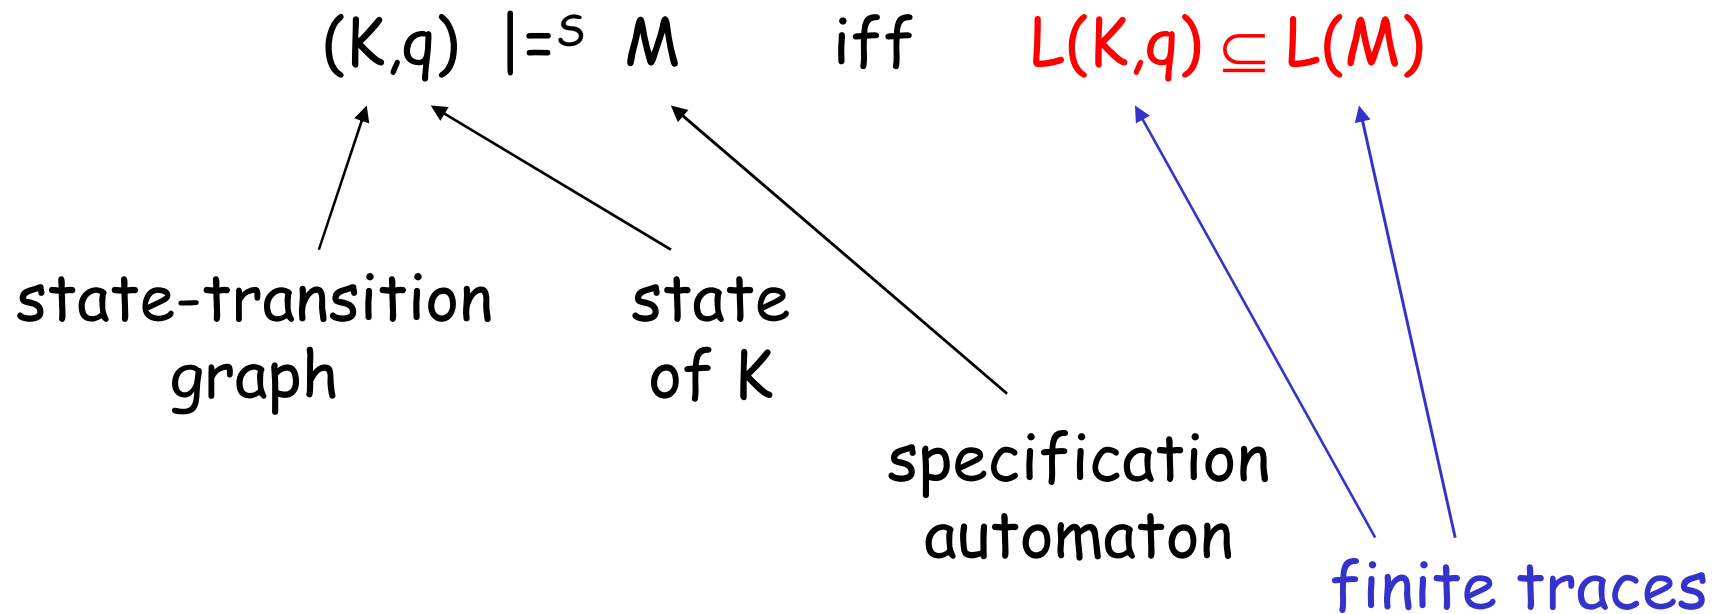 (K,q) |=ˢ M iff L(K,q) ⊆ L(M)
state-transition
graph
state
of K
specification
automaton
finite traces